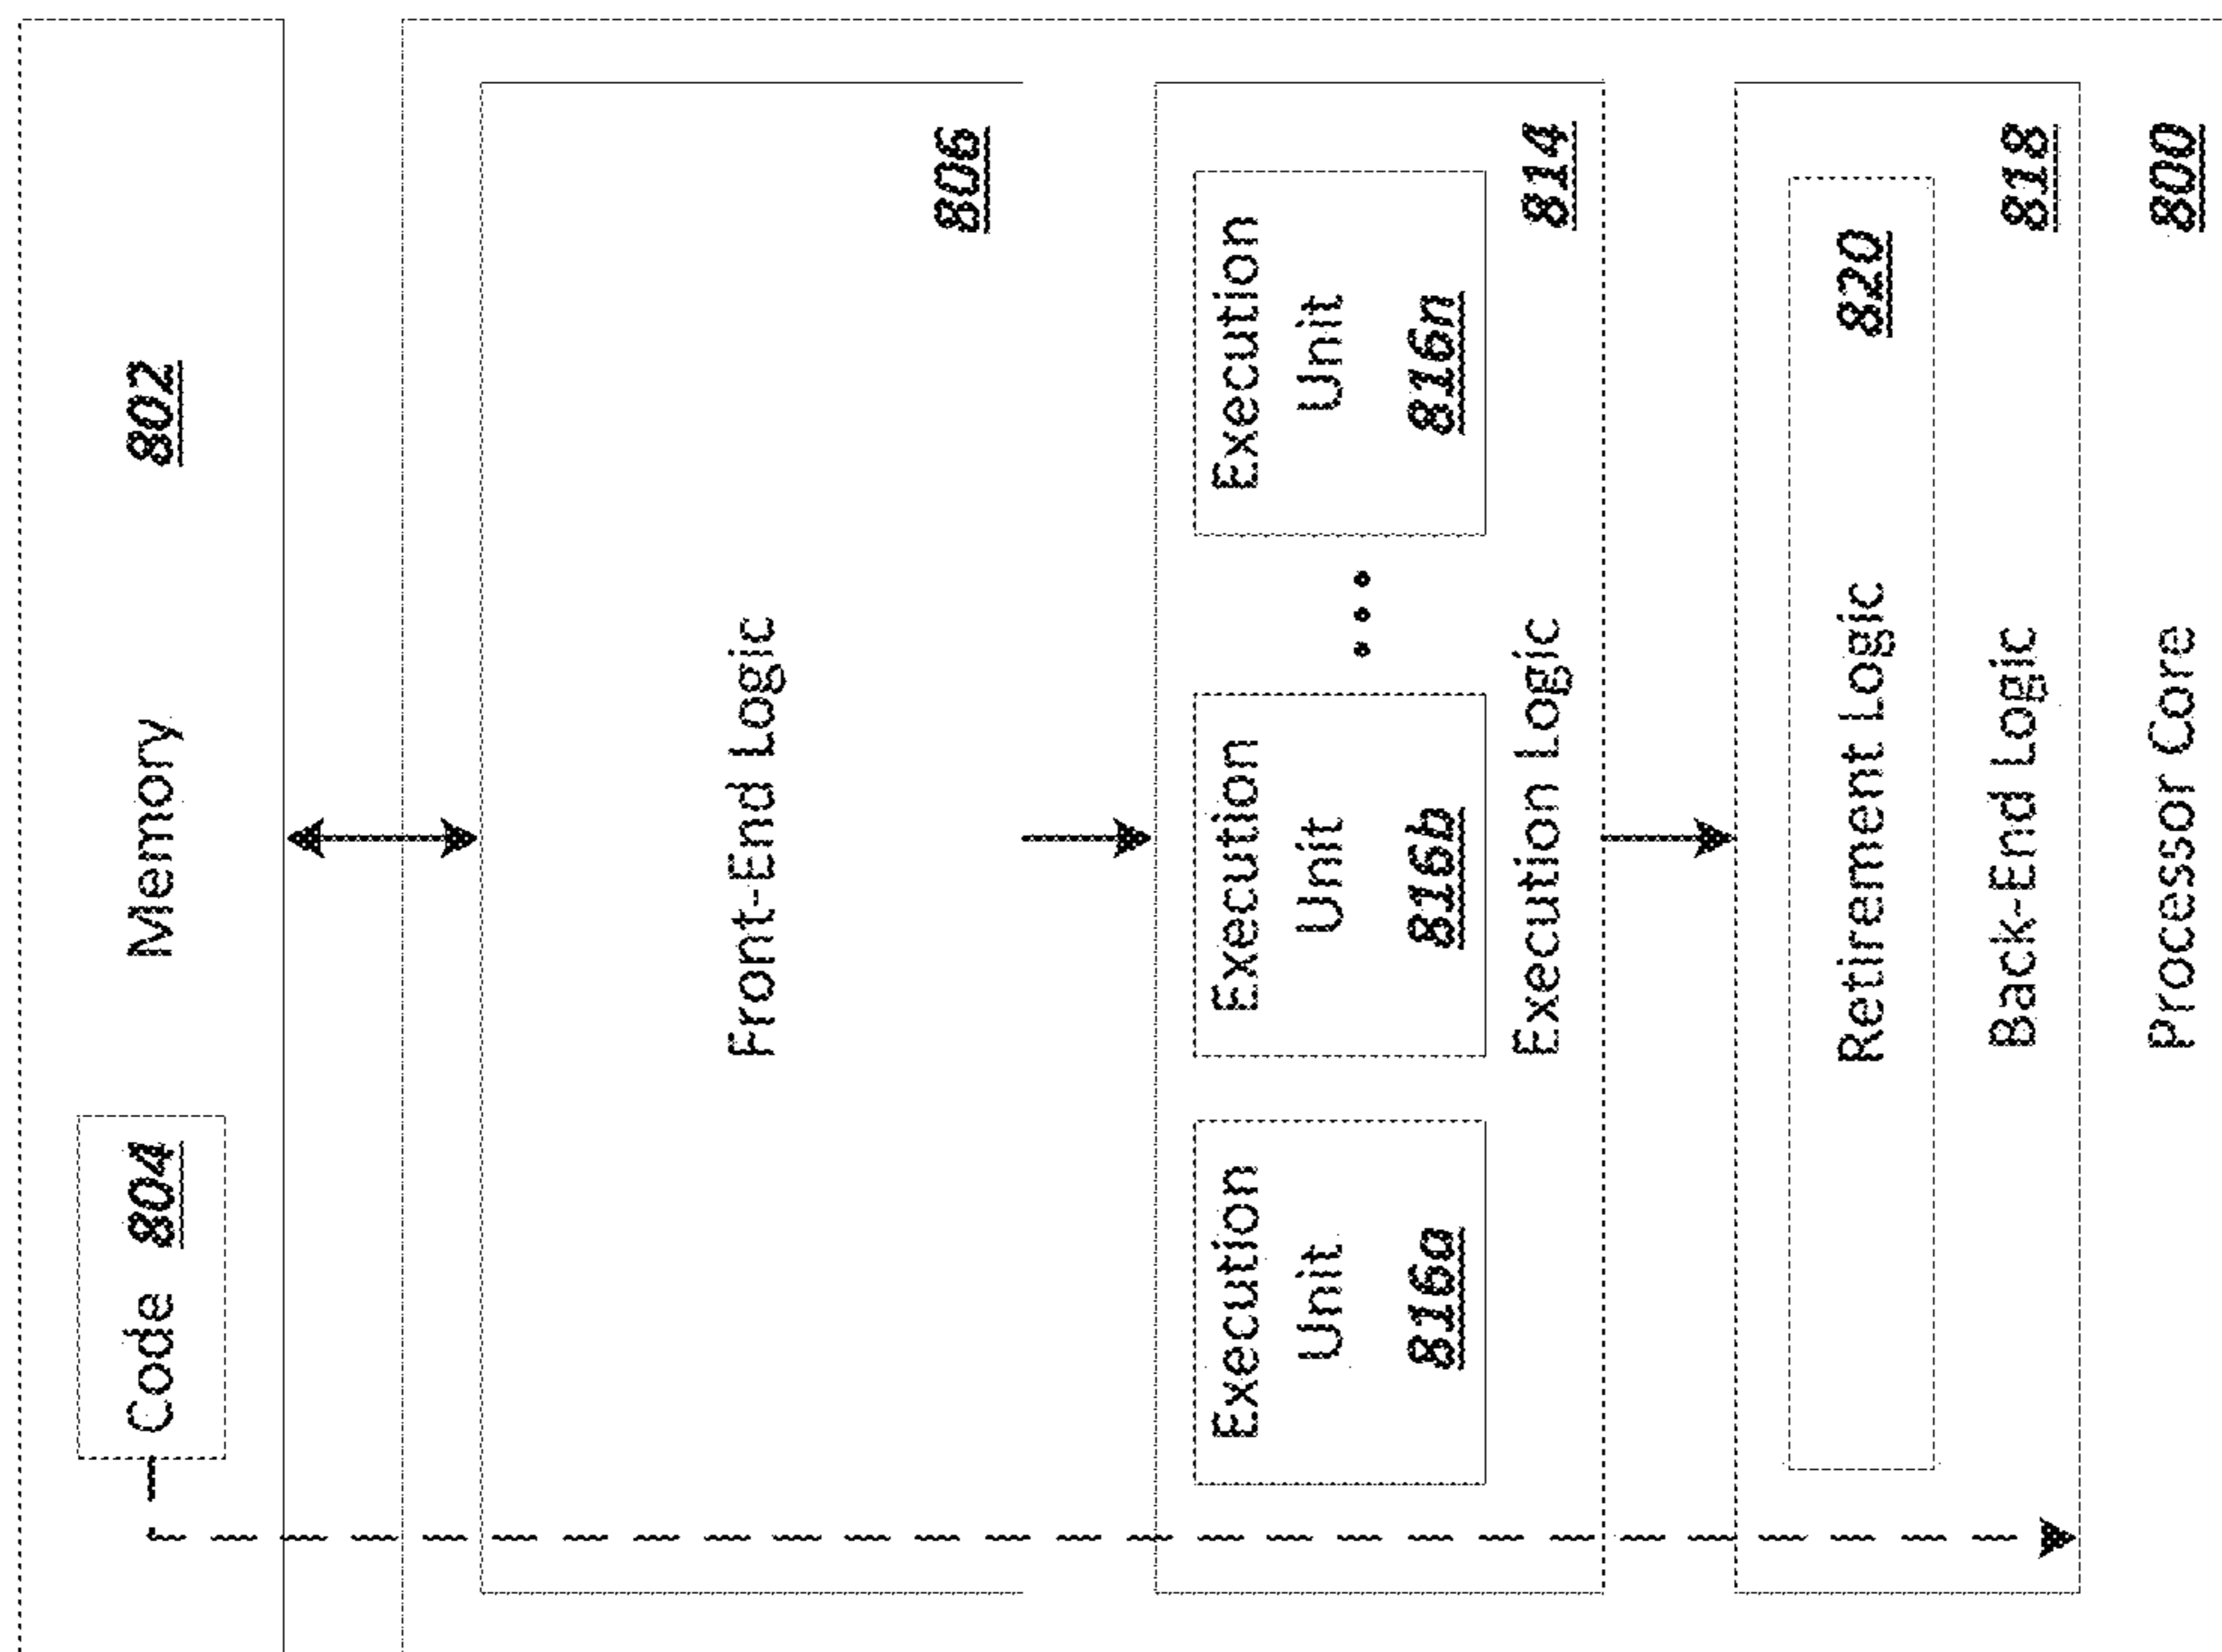 Code 804 Memory 802
Front-End Logic
806
Execution Execution Execution
Unit Unit Unit
816a 816b 816n
Execution Logic 814
Retirement Logic 820
Back-End Logic 818
Processor Core 800